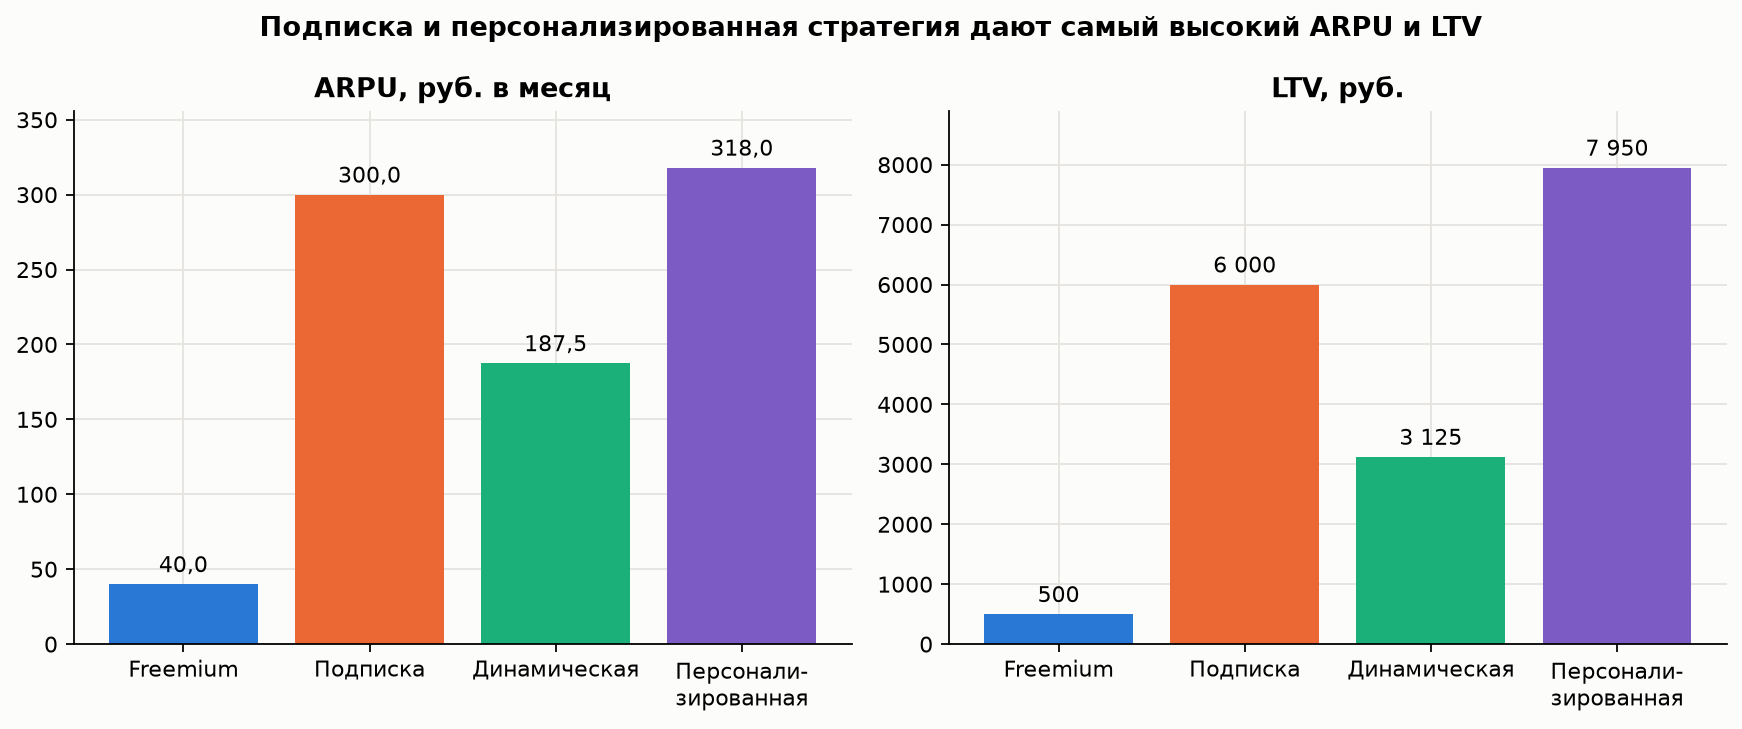 Подписка и персонализированная стратегия дают самый высокий ARPU и LTV
ARPU, руб. в месяц
350
300
250
200
150
100
50
0
40,0
300,0
187,5
318,0
Freemium
Подписка
Динамическая
Персонали-
зированная
LTV, руб.
8000
7000
6000
5000
4000
3000
2000
1000
0
500
6 000
3 125
7 950
Freemium
Подписка
Динамическая
Персонали-
зированная